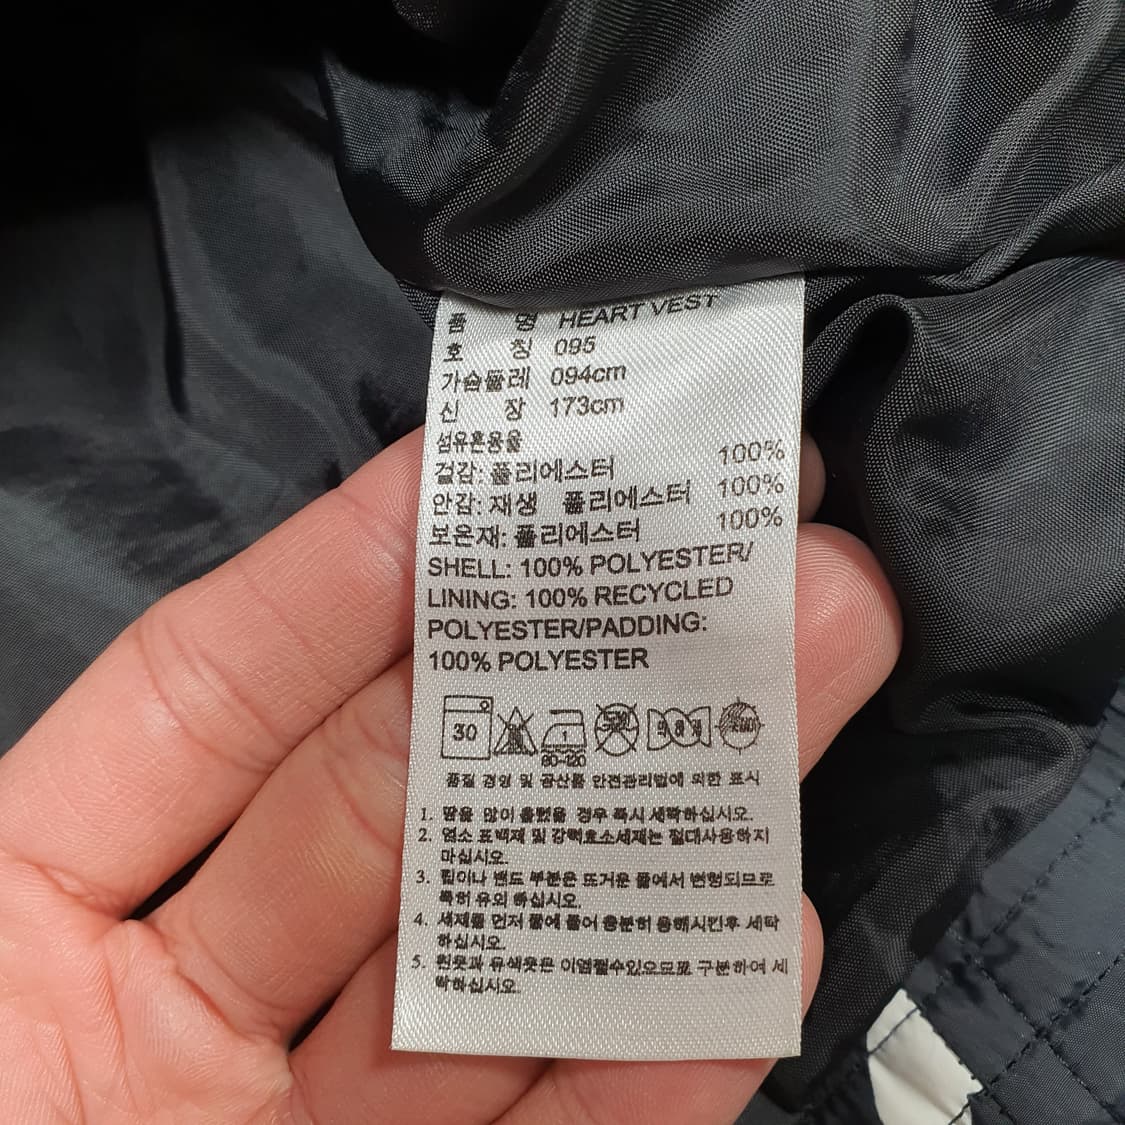 품 명 HEART VEST
호 칭 095
가슴둘레 094cm
신 장 173cm
섬유혼용율
겉감: 폴리에스터 100%
안감: 재생 폴리에스터 100%
보온재: 폴리에스터 100%
SHELL: 100% POLYESTER/
LINING: 100% RECYCLED
POLYESTER/PADDING:
100% POLYESTER
30
1
80-120
품질 경영 및 공산품 안전관리법에 의한 표시
1. 땀을 많이 흘렸을 경우 즉시 세탁하십시오.
2. 염소 표백제 및 강력효소세제는 절대사용하지
마십시오.
3. 립이나 밴드 부분은 뜨거운 물에서 변형되므로
특히 유의 하십시오.
4. 세제를 먼저 물에 풀어 충분히 용해시킨후 세탁
하십시오.
5. 흰옷과 유색옷은 이염될수있으므로 구분하여 세
탁하십시오.